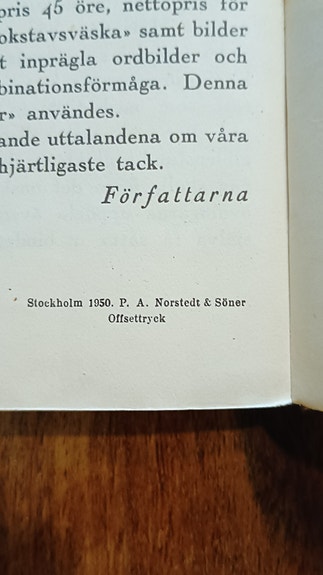 pris 45 öre, nettopris för
okstavsväska» samt bilder
t inprägla ordbilder och
binationsförmåga. Denna
r» användes.
ande uttalandena om våra
hjärtligaste tack.
Författarna
Stockholm 1950. P. A. Norstedt & Söner
Offsettryck